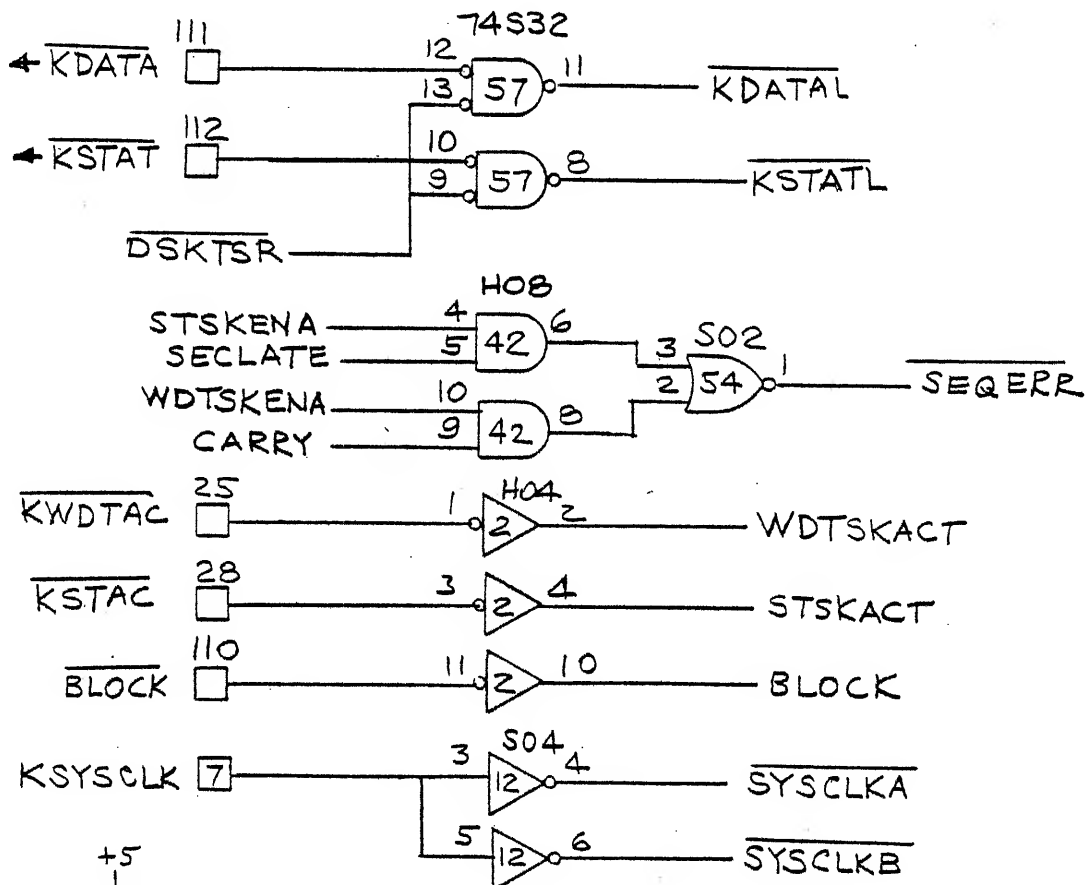 74S32
111
KDATA
12
13
57
11
KDATAL
112
KSTAT
10
9
57
8
KSTATL
DSKTSR
H08
STSKENA
4
SECLATE
5
42
6
S02
3
2
54
1
SEQERR
WDTSKENA
10
CARRY
9
42
8
KWDTAC
25
1
H04
2
2
WDTSKACT
KSTAC
28
3
2
4
STSKACT
BLOCK
110
11
2
10
BLOCK
KSYSCLK
7
3
S04
12
4
SYSCLKA
5
12
6
SYSCLKB
+5